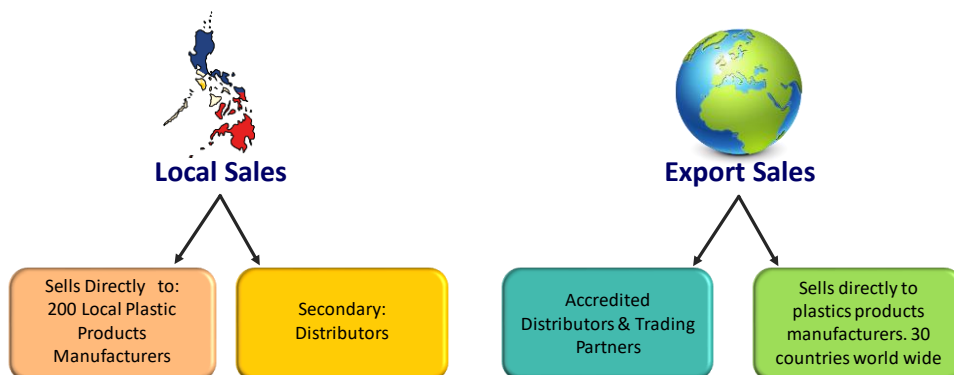 Local Sales
Export Sales
Sells Directly to:
200 Local Plastic
Products
Manufacturers
Secondary:
Distributors
Accredited
Distributors & Trading
Partners
Sells directly to
plastics products
manufacturers. 30
countries world wide